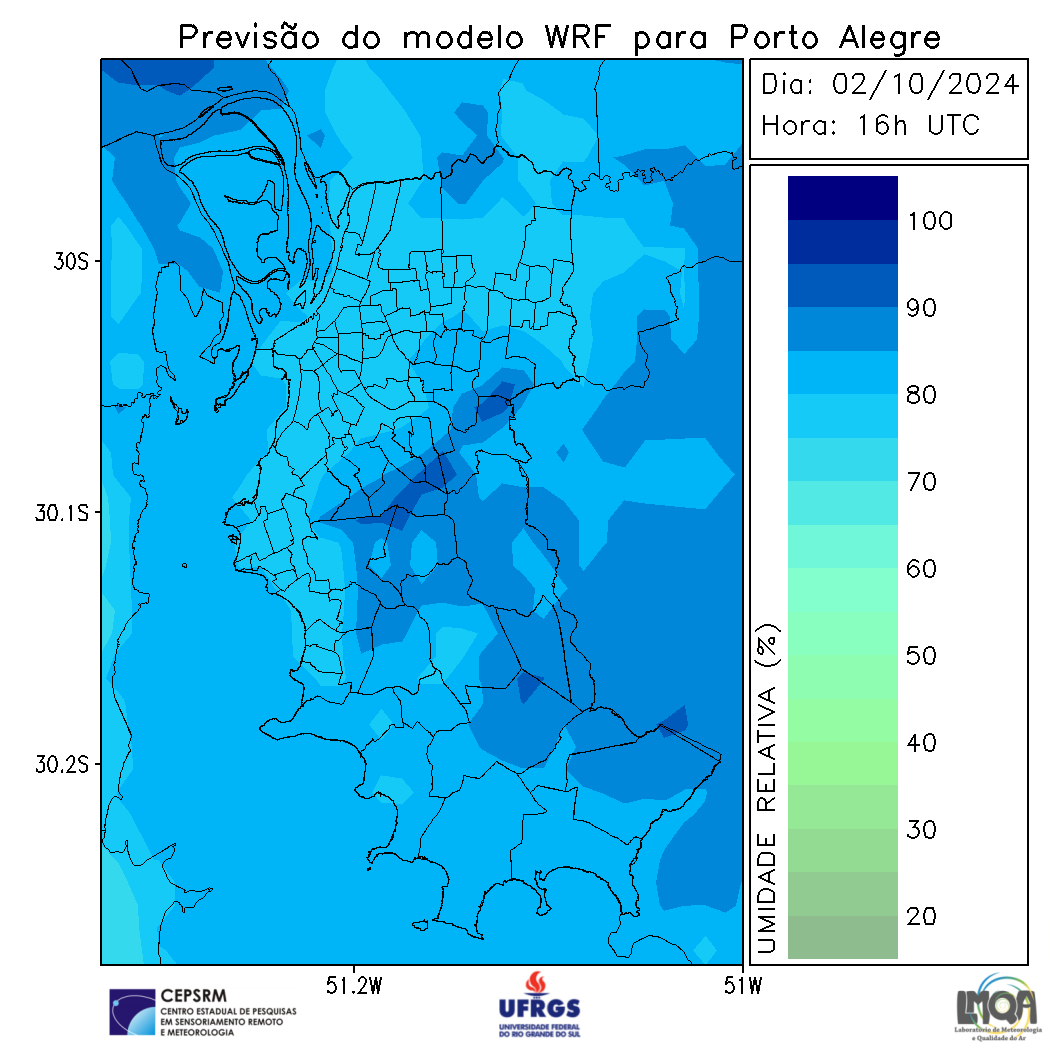 Previsão do modelo WRF para Porto Alegre
Dia: 02/10/2024
Hora: 16h UTC
30S
30.1S
30.2S
51.2W
51W
UMIDADE RELATIVA (%)
100
90
80
70
60
50
40
30
20
CEPSRM
CENTRO ESTADUAL DE PESQUISAS
EM SENSORIAMENTO REMOTO
E METEOROLOGIA
UFRGS
UNIVERSIDADE FEDERAL
DO RIO GRANDE DO SUL
LMQA
Laboratório de Meteorologia
e Qualidade do Ar